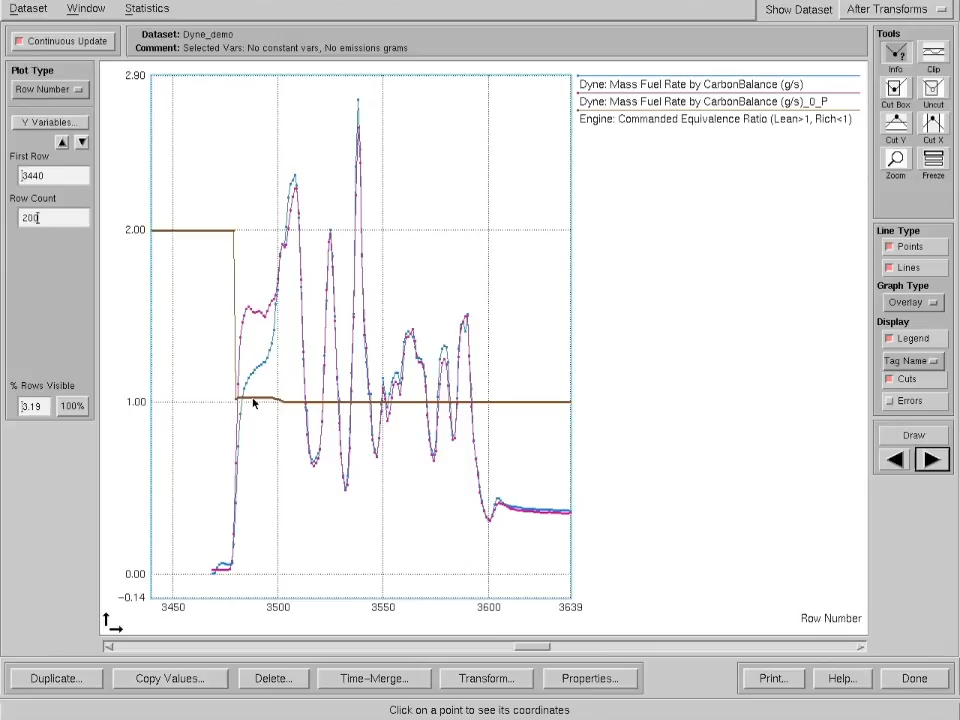 Dataset Window Statistics Show Dataset After Transforms
Continuous Update
Dataset: Dyne_demo
Comment: Selected Vars: No constant vars, No emissions grams
Plot Type
Row Number
Y Variables...
First Row
3440
Row Count
200
% Rows Visible
3.19 100%
2.90
2.00
1.00
0.00
-0.14
3450 3500 3550 3600 3639
Row Number
Dyne: Mass Fuel Rate by CarbonBalance (g/s)
Dyne: Mass Fuel Rate by CarbonBalance (g/s)_0_P
Engine: Commanded Equivalence Ratio (Lean>1, Rich<1)
Tools
Info Clip
Cut Box Uncut
Cut Y Cut X
Zoom Freeze
Line Type
Points
Lines
Graph Type
Overlay
Display
Legend
Tag Name
Cuts
Errors
Draw
Duplicate... Copy Values... Delete... Time-Merge... Transform... Properties... Print... Help... Done
Click on a point to see its coordinates